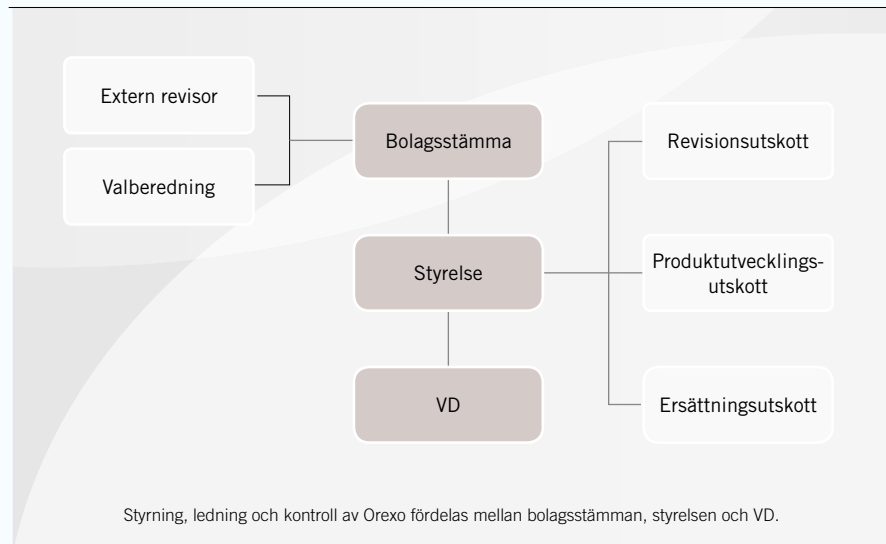 Extern revisor
Valberedning
Bolagsstämma
Styrelse
VD
Revisionsutskott
Produktutvecklings-
utskott
Ersättningsutskott
Styrning, ledning och kontroll av Orexo fördelas mellan bolagsstämman, styrelsen och VD.